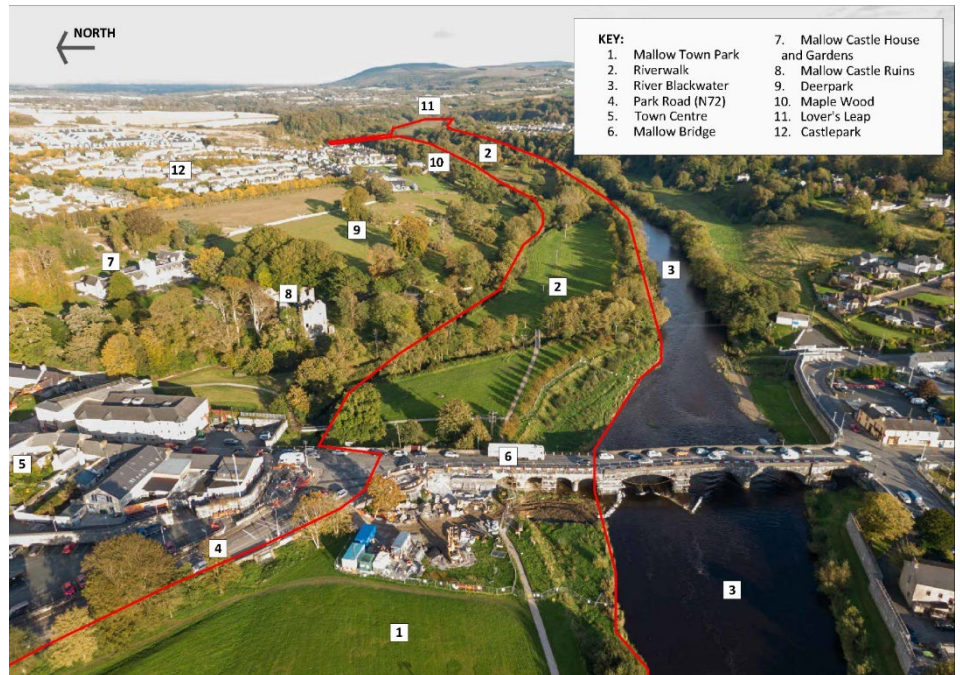 NORTH
KEY:
1. Mallow Town Park
2. Riverwalk
3. River Blackwater
4. Park Road (N72)
5. Town Centre
6. Mallow Bridge
7. Mallow Castle House
and Gardens
8. Mallow Castle Ruins
9. Deerpark
10. Maple Wood
11. Lover's Leap
12. Castlepark
11
2
10
12
9
7
3
8
2
6
5
4
3
1